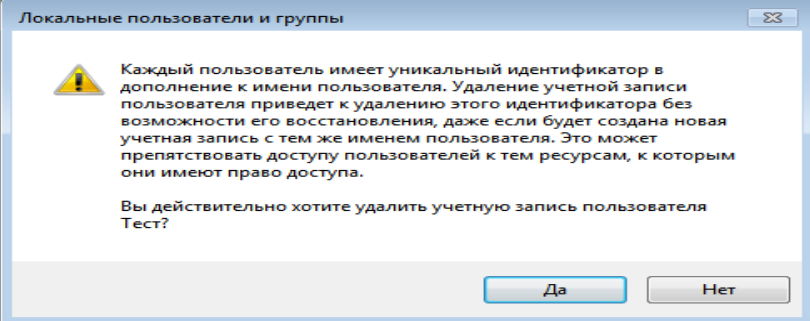 Локальные пользователи и группы
Каждый пользователь имеет уникальный идентификатор в
дополнение к имени пользователя. Удаление учетной записи
пользователя приведет к удалению этого идентификатора без
возможности его восстановления, даже если будет создана новая
учетная запись с тем же именем пользователя. Это может
препятствовать доступу пользователей к тем ресурсам, к которым
они имеют право доступа.
Вы действительно хотите удалить учетную запись пользователя
Тест?
Да
Нет